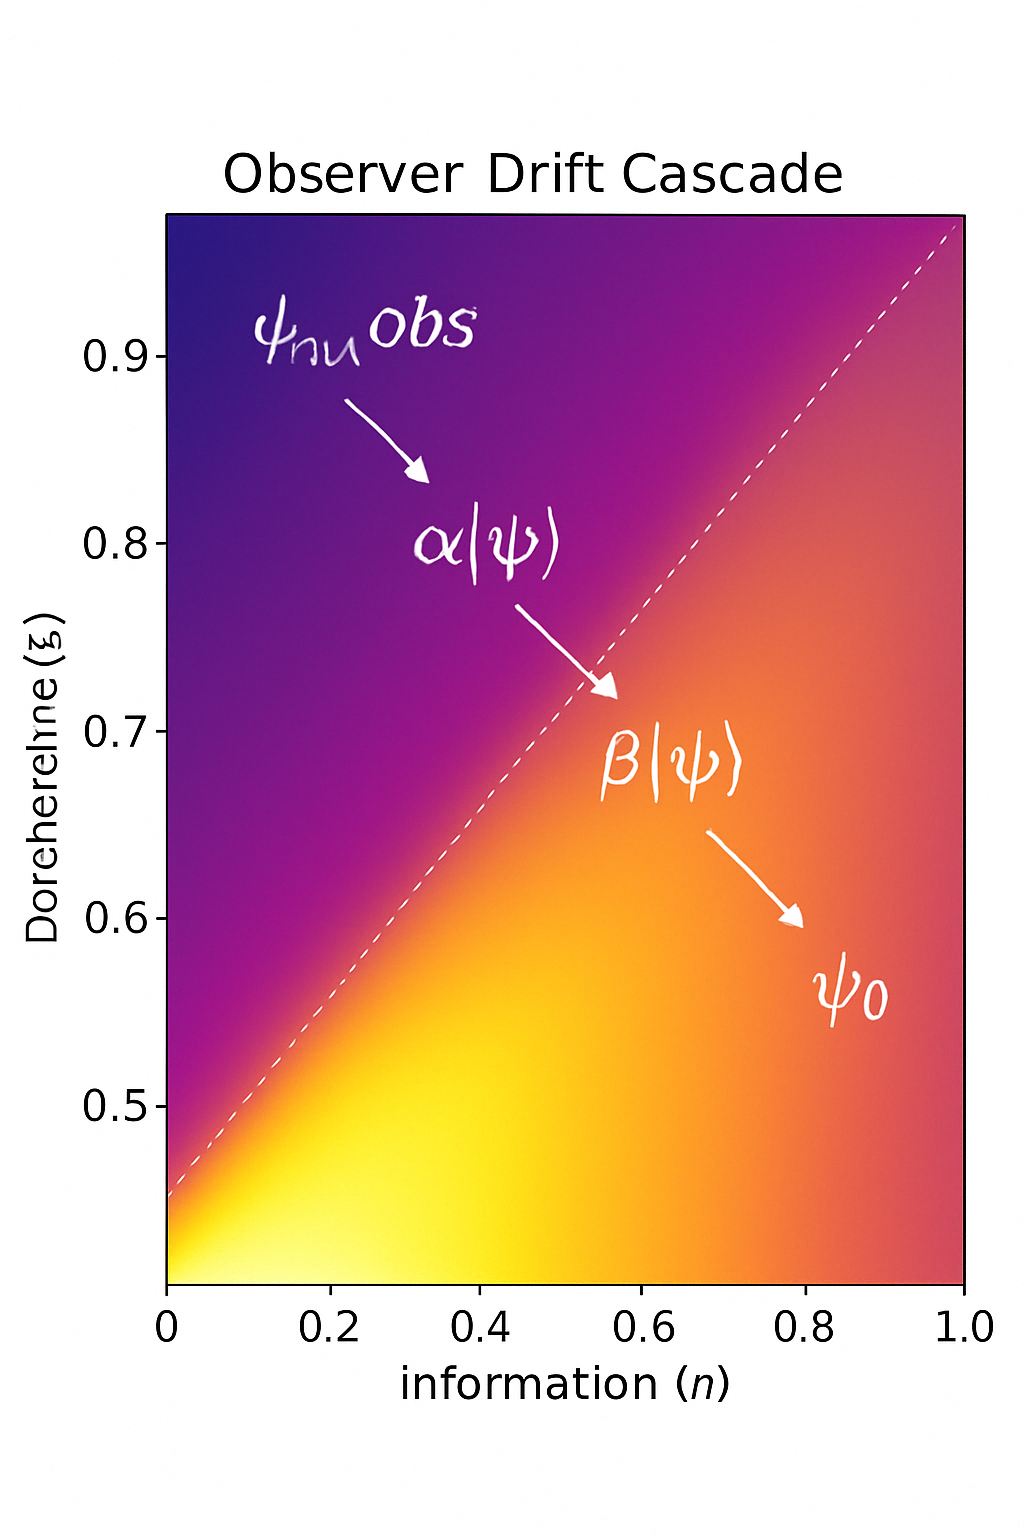 Observer Drift Cascade
ψnu obs
α|ψ⟩
β|ψ⟩
ψ0
0.9
0.8
0.7
0.6
0.5
(ξ)
0 0.2 0.4 0.6 0.8 1.0
information (n)